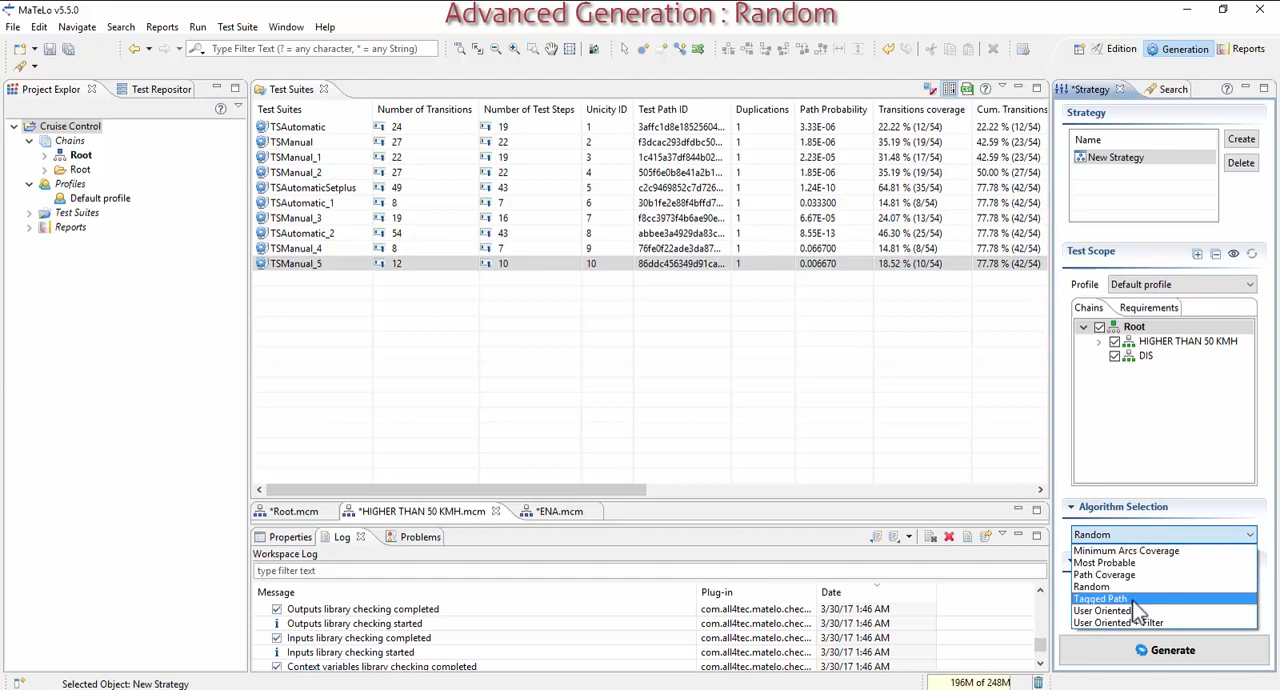 MaTeLo v5.5.0
Advanced Generation : Random
File Edit Navigate Search Reports Run Test Suite Window Help
Type Filter Text (? = any character, * = any String)
Edition Generation Reports
Project Explor Test Repositor
Cruise Control
Chains
Root
Root
Profiles
Default profile
Test Suites
Reports
Test Suites
Test Suites Number of Transitions Number of Test Steps Unicity ID Test Path ID Duplications Path Probability Transitions coverage Cum. Transitions
TSAutomatic 24 19 1 3affc1d8e18525604... 1 3.33E-06 22.22 % (12/54) 22.22 % (12/54)
TSManual 27 22 2 f3dcac293dfdbc50... 1 1.85E-06 35.19 % (19/54) 42.59 % (23/54)
TSManual_1 22 19 3 1c415a37df844b02... 1 2.23E-05 31.48 % (17/54) 42.59 % (23/54)
TSManual_2 27 22 4 505f6e0b8e41a2b1... 1 1.85E-06 35.19 % (19/54) 50.00 % (27/54)
TSAutomaticSetplus 49 43 5 c2c9469852c7d726... 1 1.24E-10 64.81 % (35/54) 77.78 % (42/54)
TSAutomatic_1 8 7 6 30b1fe2e88f4bffd7... 1 0.033300 14.81 % (8/54) 77.78 % (42/54)
TSManual_3 19 16 7 f8cc3973f4b6ae90e... 1 6.67E-05 24.07 % (13/54) 77.78 % (42/54)
TSAutomatic_2 54 43 8 abbee3a4929da83c... 1 8.55E-13 46.30 % (25/54) 77.78 % (42/54)
TSManual_4 8 7 9 76fe0f22ade3da87... 1 0.066700 14.81 % (8/54) 77.78 % (42/54)
TSManual_5 12 10 10 86ddc456349d91ca... 1 0.006670 18.52 % (10/54) 77.78 % (42/54)
*Root.mcm *HIGHER THAN 50 KMH.mcm *ENA.mcm
Properties Log Problems
Workspace Log
type filter text
Message Plug-in Date
Outputs library checking completed com.all4tec.matelo.chec... 3/30/17 1:46 AM
Outputs library checking started com.all4tec.matelo.chec... 3/30/17 1:46 AM
Inputs library checking completed com.all4tec.matelo.chec... 3/30/17 1:46 AM
Inputs library checking started com.all4tec.matelo.chec... 3/30/17 1:46 AM
Context variables library checking completed com.all4tec.matelo.chec... 3/30/17 1:46 AM
*Strategy Search
Strategy
Name
New Strategy
Create
Delete
Test Scope
Profile Default profile
Chains Requirements
Root
HIGHER THAN 50 KMH
DIS
Algorithm Selection
Random
Minimum Arcs Coverage
Most Probable
Path Coverage
Random
Tagged Path
User Oriented
User Oriented Filter
Generate
Selected Object: New Strategy
196M of 248M